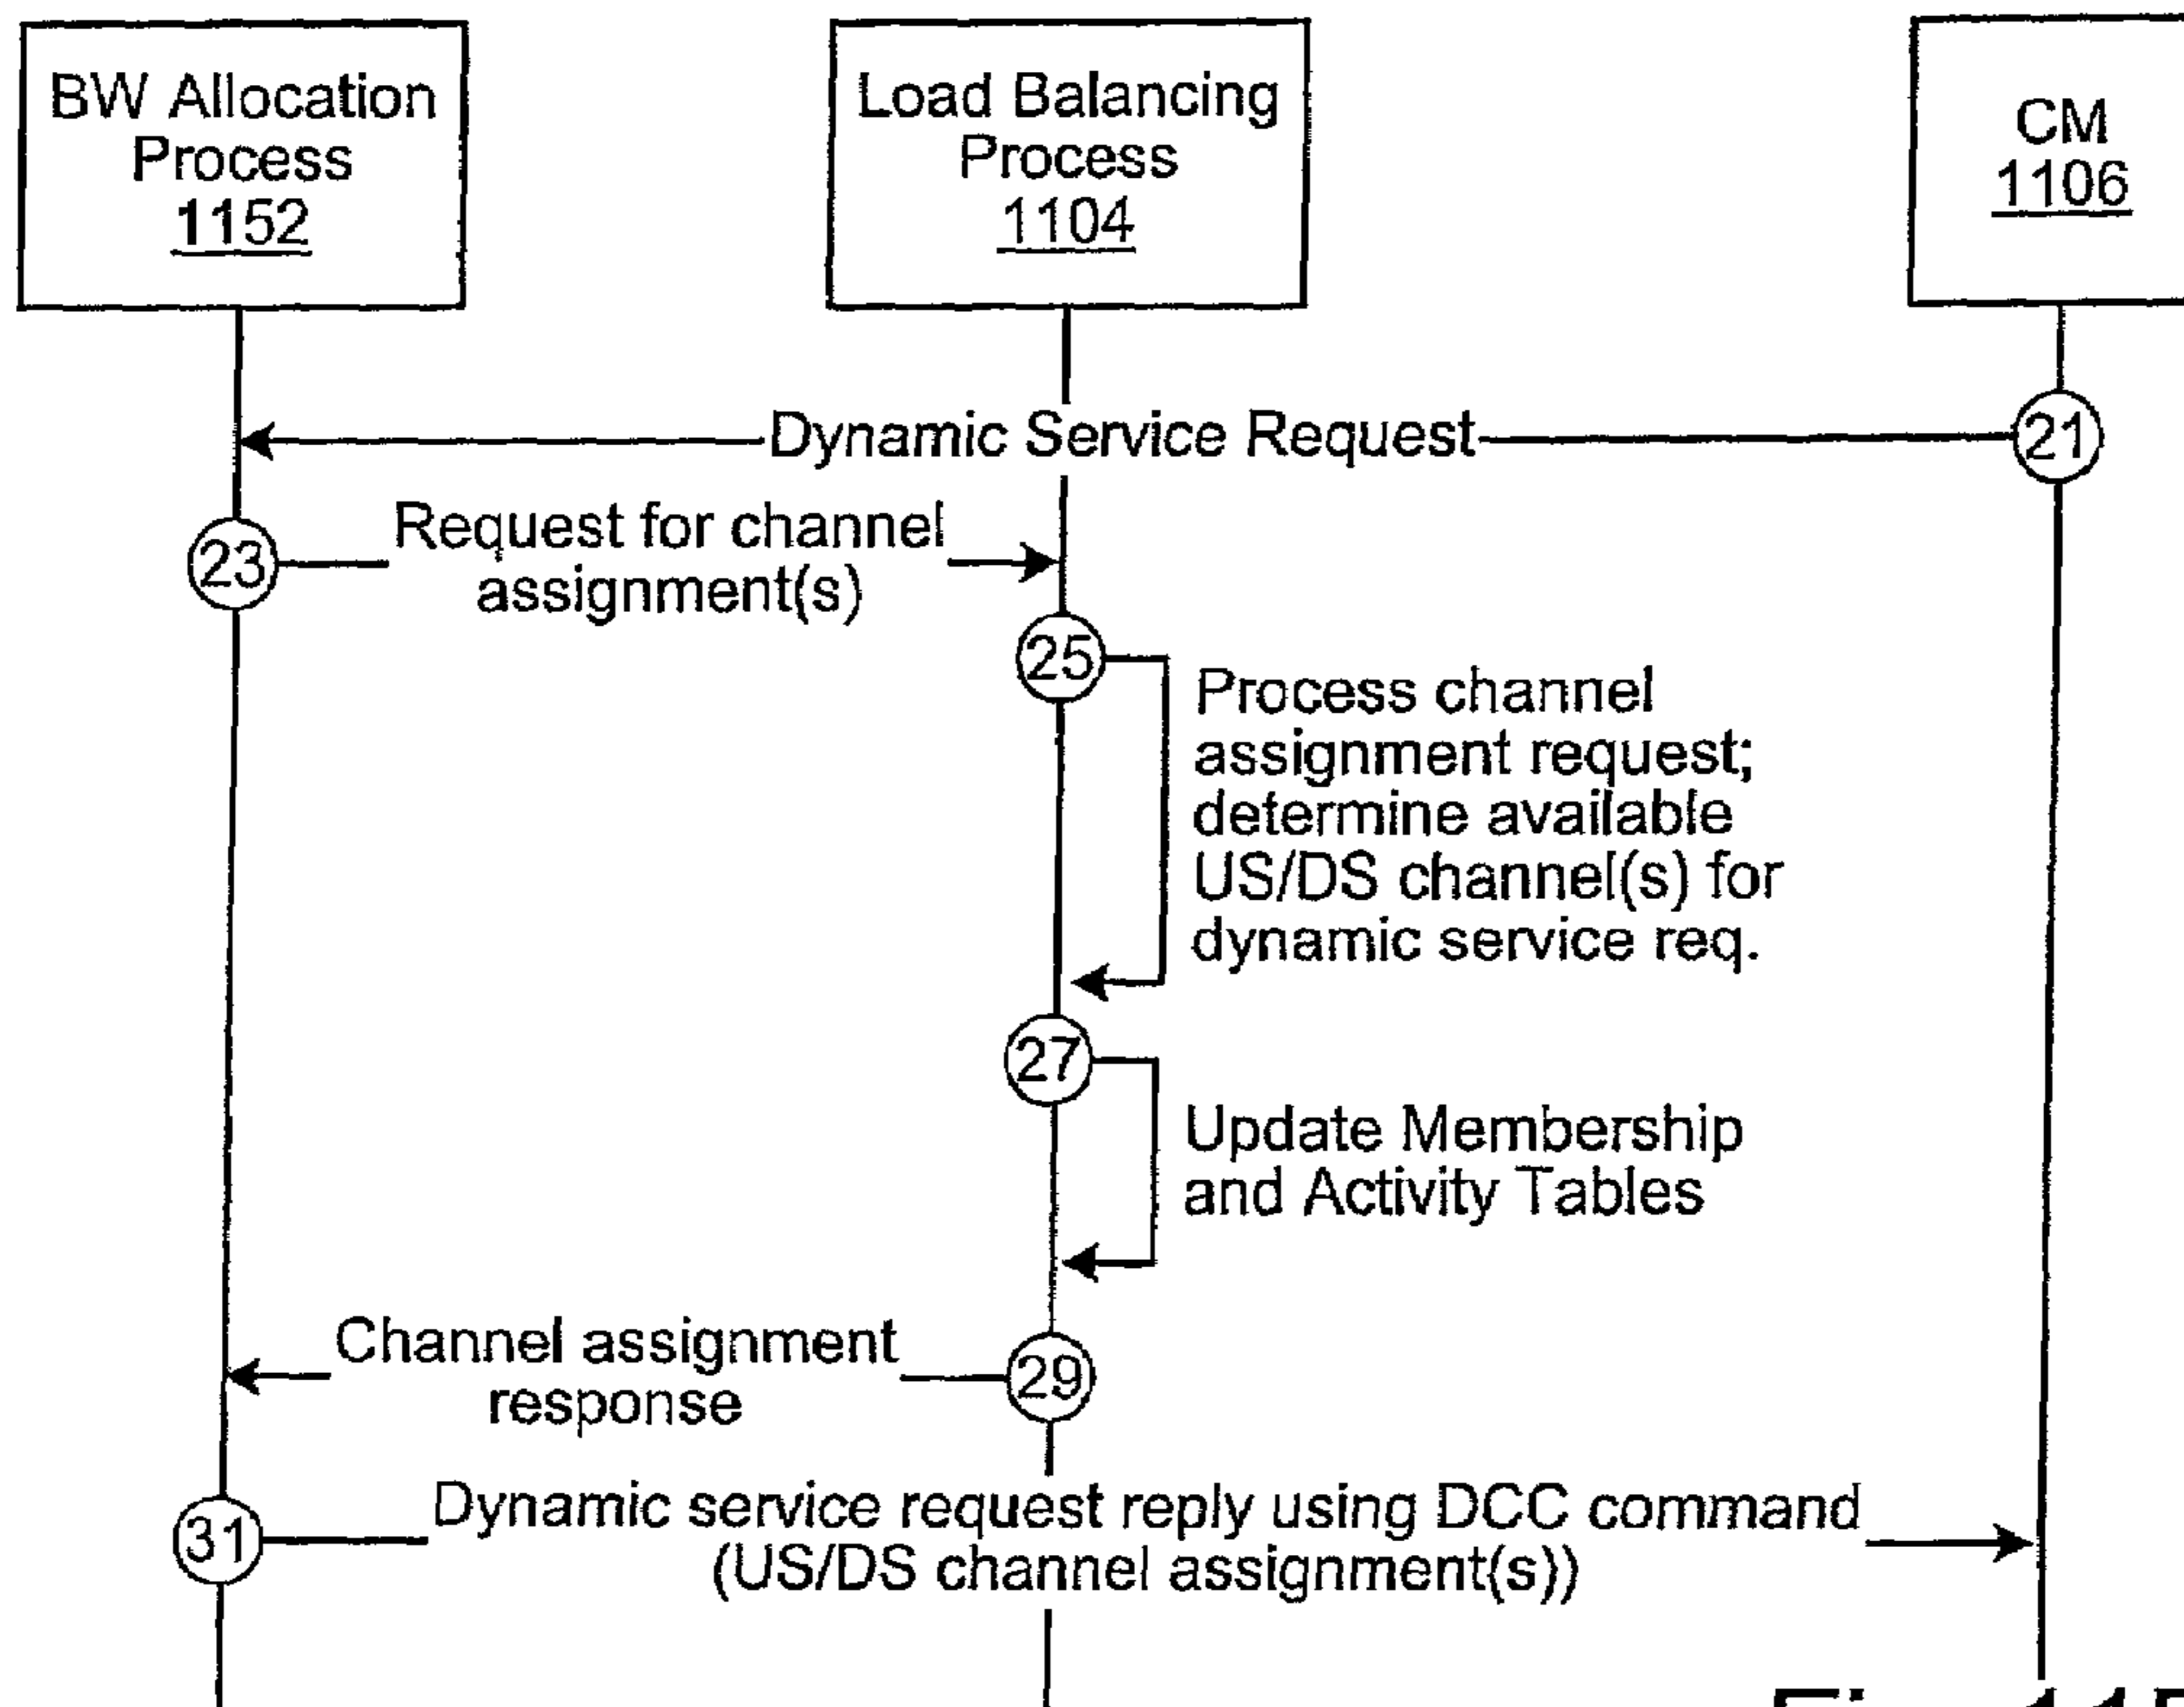 BW Allocation
Process
1152
Load Balancing
Process
1104
CM
1106
Dynamic Service Request
21
Request for channel
assignment(s)
23
25
Process channel
assignment request;
determine available
US/DS channel(s) for
dynamic service req.
27
Update Membership
and Activity Tables
Channel assignment
response
29
31
Dynamic service request reply using DCC command
(US/DS channel assignment(s))